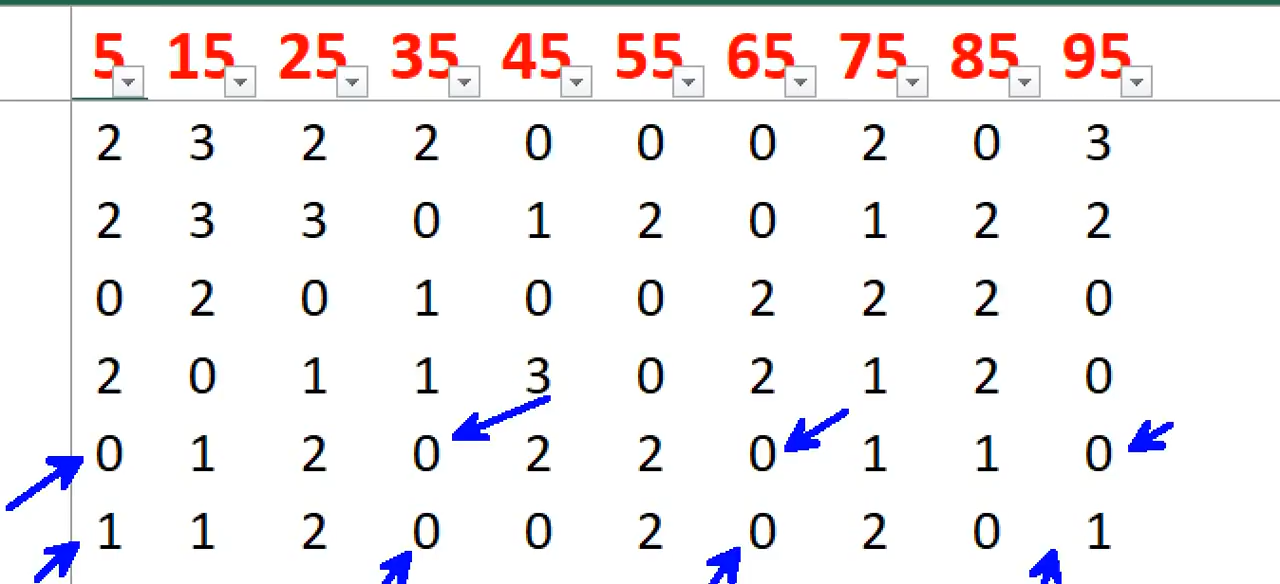 5 15 25 35 45 55 65 75 85 95
2 3 2 2 0 0 0 2 0 3
2 3 3 0 1 2 0 1 2 2
0 2 0 1 0 0 2 2 2 0
2 0 1 1 3 0 2 1 2 0
0 1 2 0 2 2 0 1 1 0
1 1 2 0 0 2 0 2 0 1